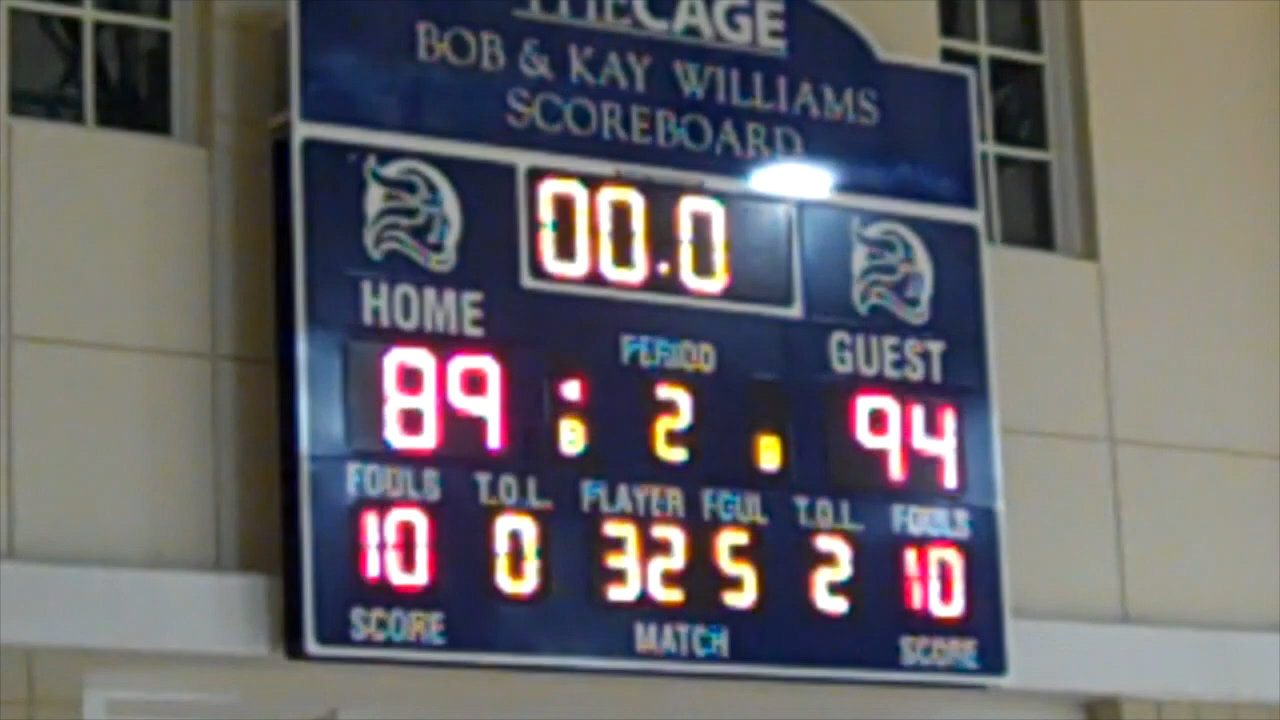 THE CAGE
BOB & KAY WILLIAMS
SCOREBOARD
00.0
HOME
PERIOD
GUEST
89 B 2 B 94
FOULS T.O.L. PLAYER FOUL T.O.L. FOULS
10 0 32 5 2 10
SCORE MATCH SCORE